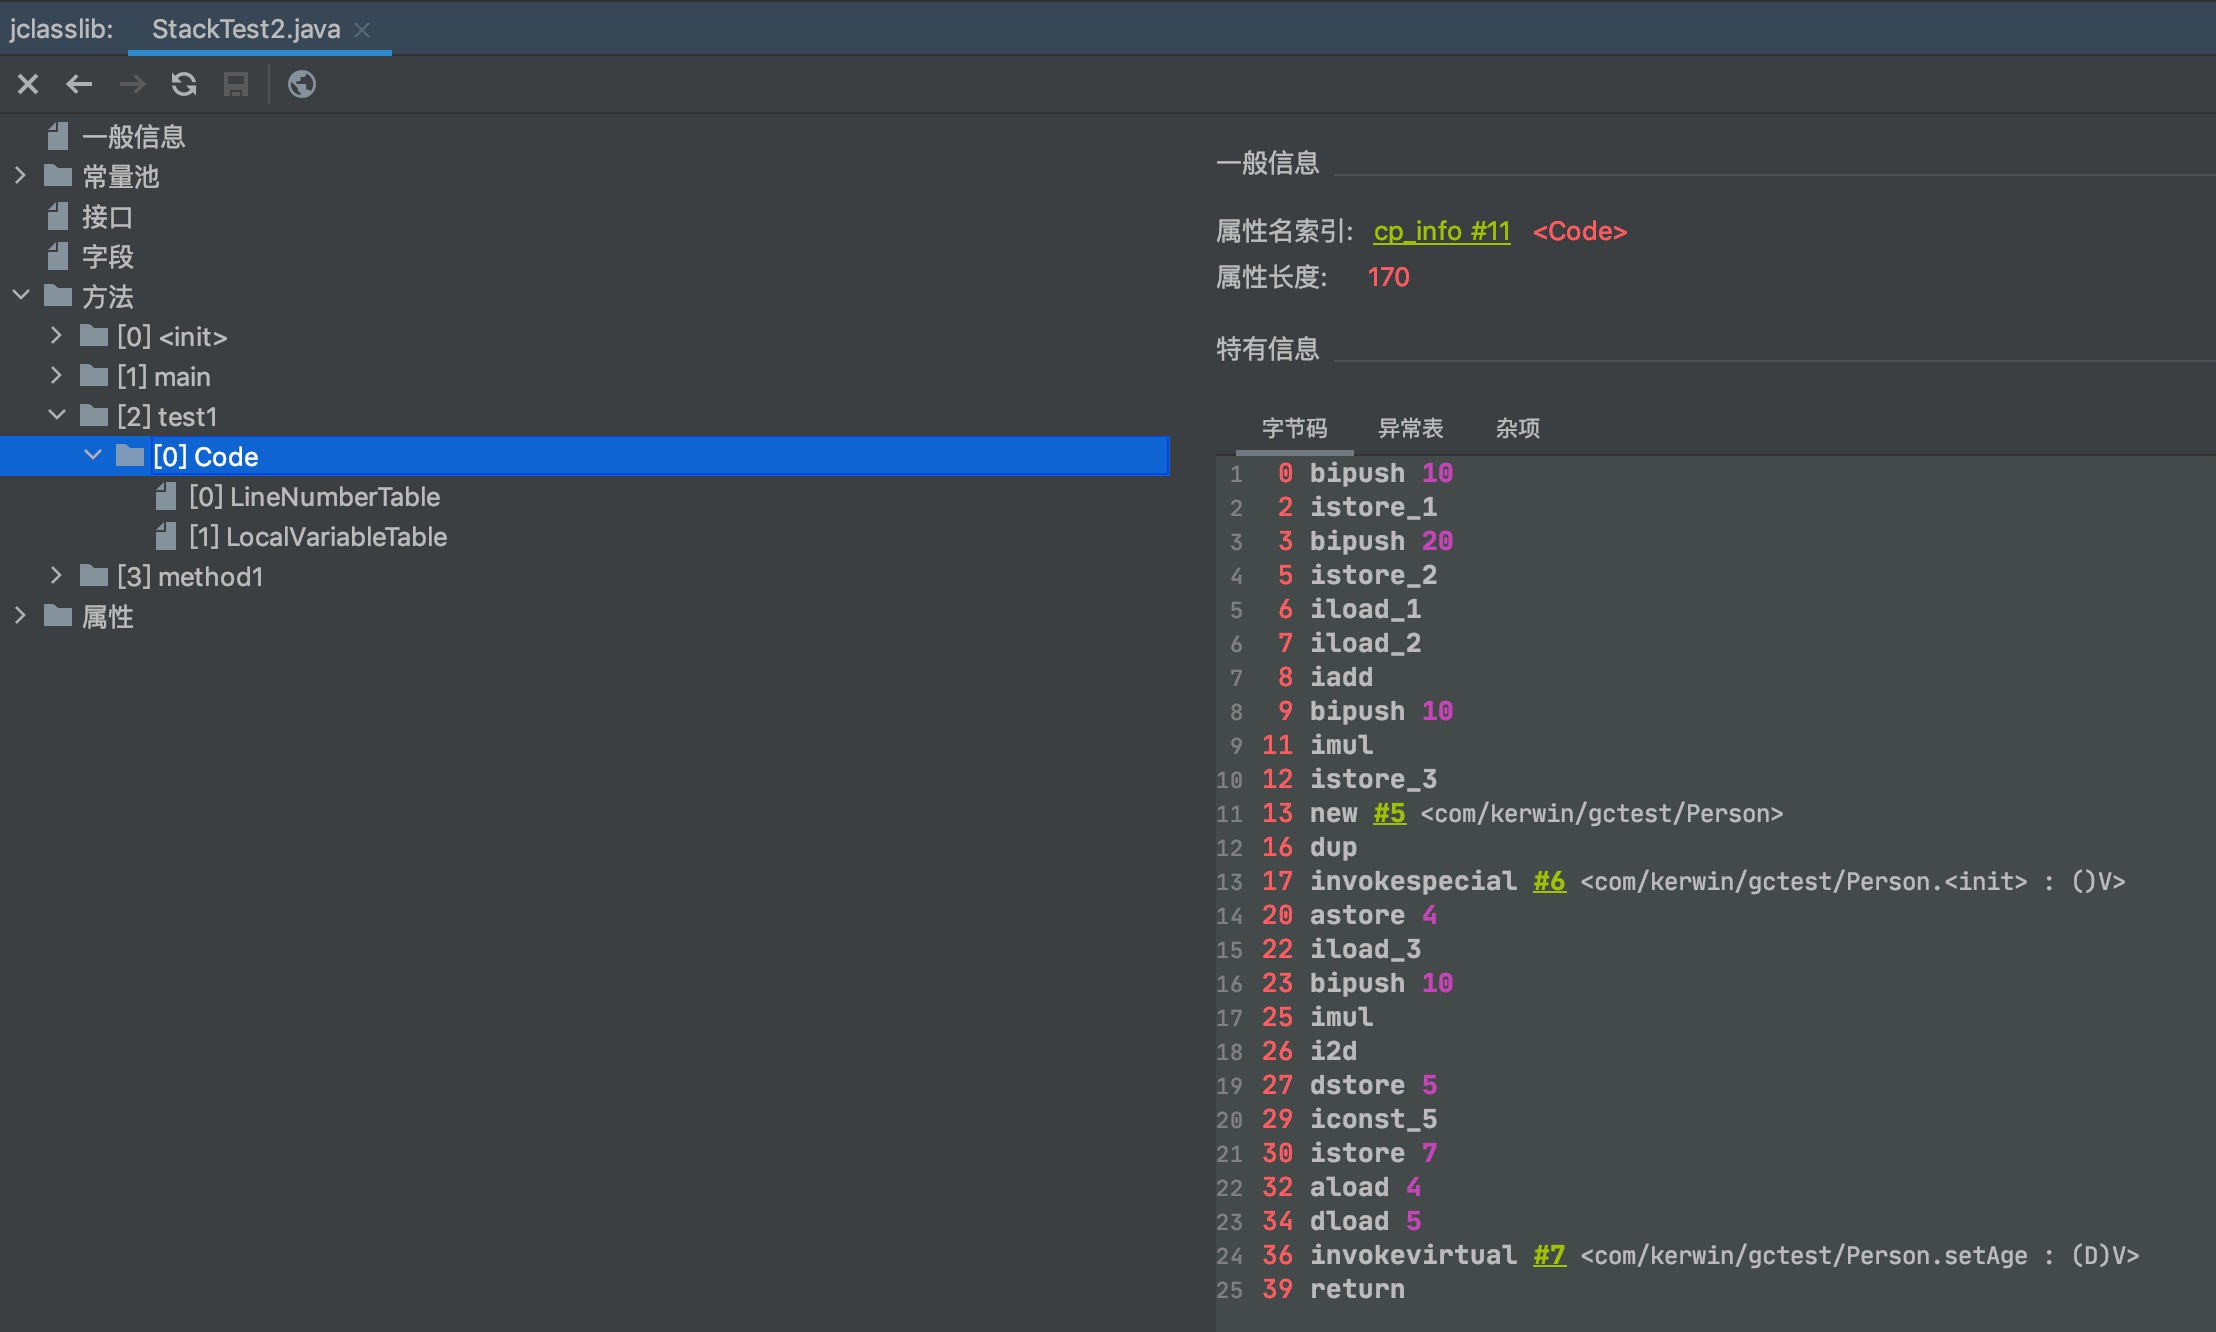 jclasslib: StackTest2.java
一般信息
常量池
接口
字段
方法
[0] <init>
[1] main
[2] test1
[0] Code
[0] LineNumberTable
[1] LocalVariableTable
[3] method1
属性
一般信息
属性名索引: cp_info #11 <Code>
属性长度: 170
特有信息
字节码 异常表 杂项
1 0 bipush 10
2 2 istore_1
3 3 bipush 20
4 5 istore_2
5 6 iload_1
6 7 iload_2
7 8 iadd
8 9 bipush 10
9 11 imul
10 12 istore_3
11 13 new #5 <com/kerwin/gctest/Person>
12 16 dup
13 17 invokespecial #6 <com/kerwin/gctest/Person.<init> : ()V>
14 20 astore 4
15 22 iload_3
16 23 bipush 10
17 25 imul
18 26 i2d
19 27 dstore 5
20 29 iconst_5
21 30 istore 7
22 32 aload 4
23 34 dload 5
24 36 invokevirtual #7 <com/kerwin/gctest/Person.setAge : (D)V>
25 39 return